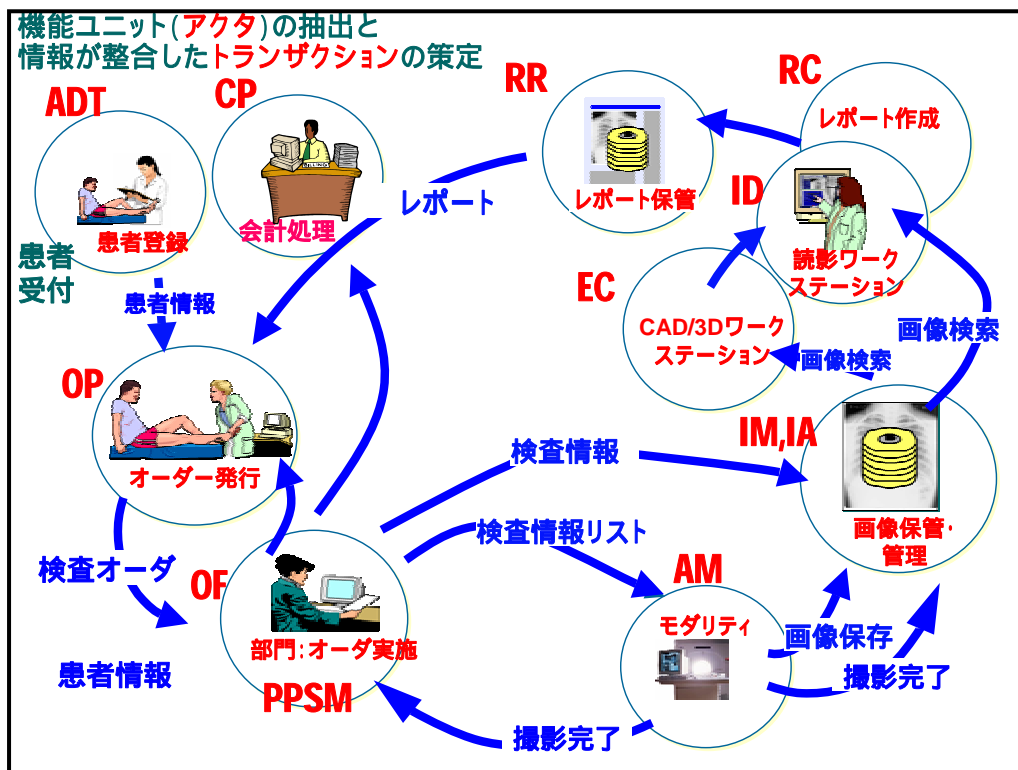 機能ユニット(アクタ)の抽出と
情報が整合したトランザクションの策定
ADT
CP
RR
RC
レポート作成
ID
レポート
レポート保管
患者登録
会計処理
患者
受付
読影ワーク
ステーション
EC
患者情報
CAD/3Dワーク
ステーション
画像検索
画像検索
OP
IM,IA
オーダー発行
検査情報
検査情報リスト
画像保管・
管理
検査オーダ
OF
AM
モダリティ
部門:オーダ実施
画像保存
患者情報
PPSM
撮影完了
撮影完了